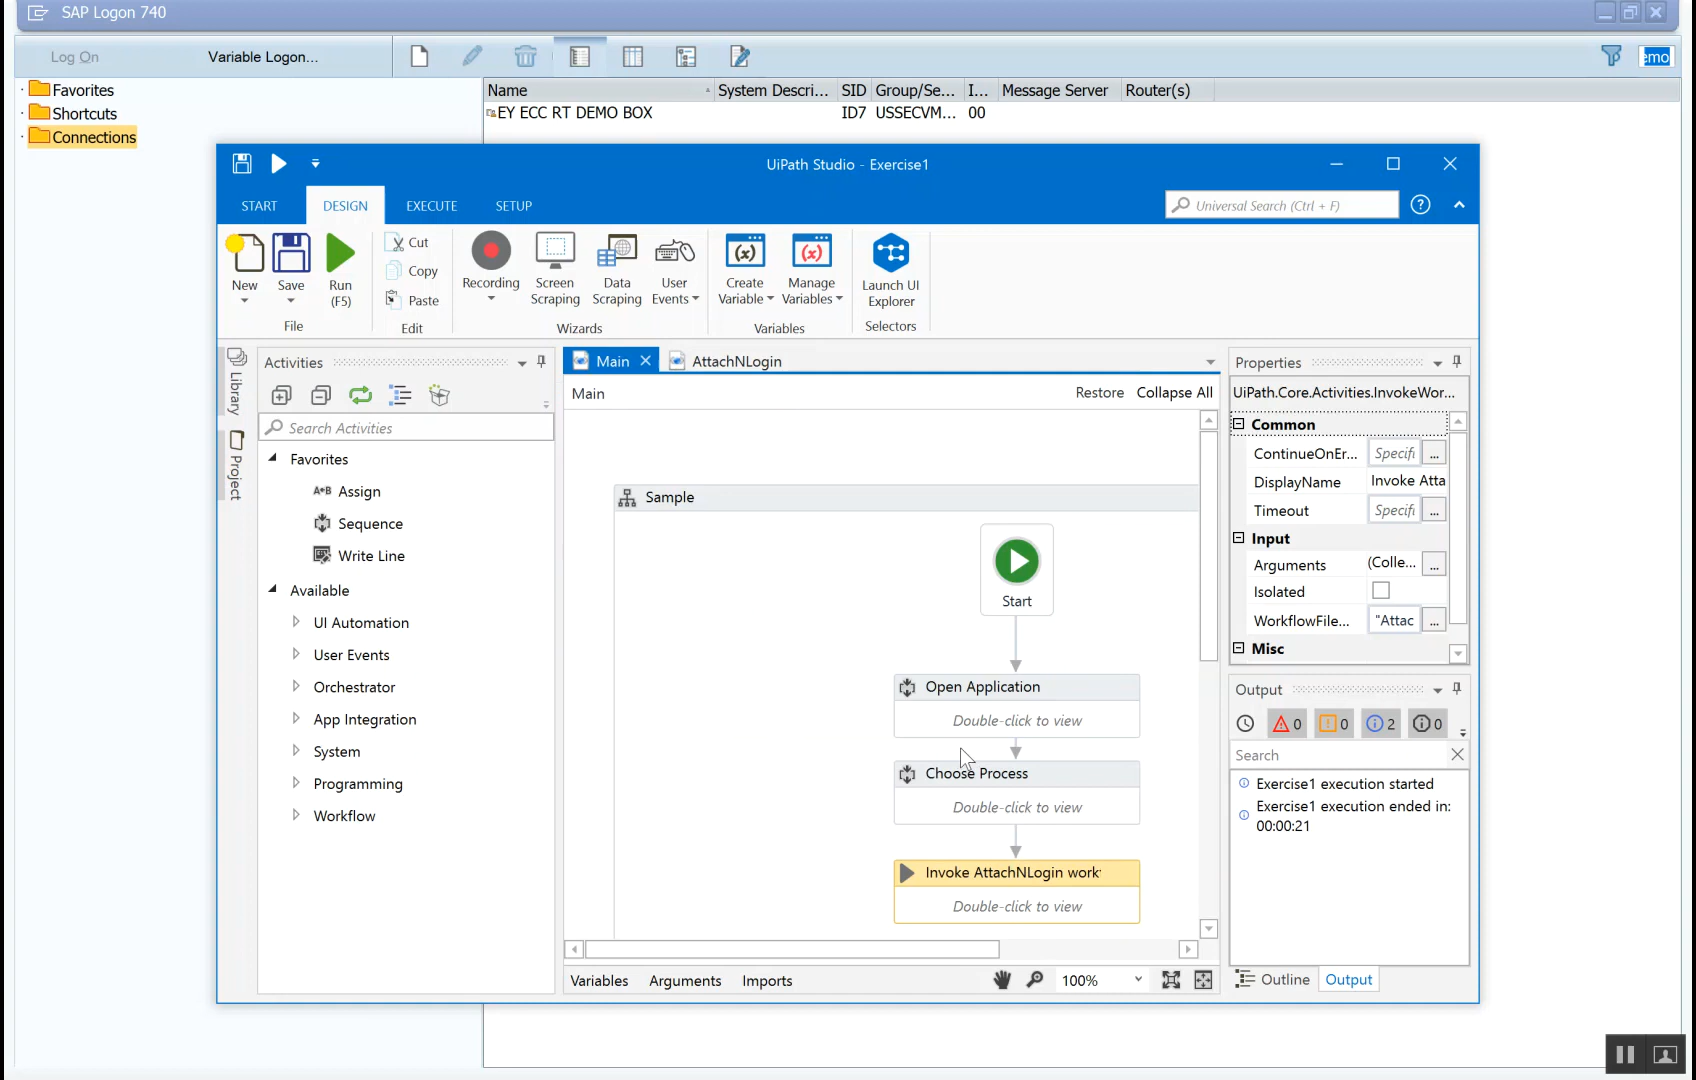 SAP Logon 740
Log On
Variable Logon...
emo
Favorites
Shortcuts
Connections
Name
System Descri...
SID
Group/Se...
I...
Message Server
Router(s)
EY ECC RT DEMO BOX
ID7
USSECVM...
00
UiPath Studio - Exercise1
START
DESIGN
EXECUTE
SETUP
Universal Search (Ctrl + F)
New
Save
Run
(F5)
File
Cut
Copy
Paste
Edit
Recording
Screen
Scraping
Data
Scraping
User
Events
Wizards
Create
Variable
Manage
Variables
Variables
Launch UI
Explorer
Selectors
Library
Project
Activities
Search Activities
Favorites
A+B Assign
Sequence
Write Line
Available
UI Automation
User Events
Orchestrator
App Integration
System
Programming
Workflow
Main
AttachNLogin
Main
Restore
Collapse All
Sample
Start
Open Application
Double-click to view
Choose Process
Double-click to view
Invoke AttachNLogin work
Double-click to view
Variables
Arguments
Imports
100%
Properties
UiPath.Core.Activities.InvokeWor...
Common
ContinueOnEr...
Specifi
...
DisplayName
Invoke Atta
Timeout
Specifi
...
Input
Arguments
(Colle...
...
Isolated
WorkflowFile...
"Attac
...
Misc
Output
0
0
2
0
Search
Exercise1 execution started
Exercise1 execution ended in:
00:00:21
Outline
Output